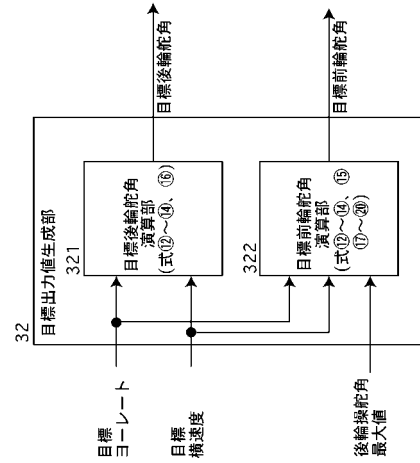 32
目標出力値生成部
目標
ヨーレート
目標
横速度
後輪操舵角
最大値
321
目標後輪舵角
演算部
(式⑫～⑭、⑯)
322
目標前輪舵角
演算部
(式⑫～⑭、⑮
⑰～⑳)
目標後輪舵角
目標前輪舵角